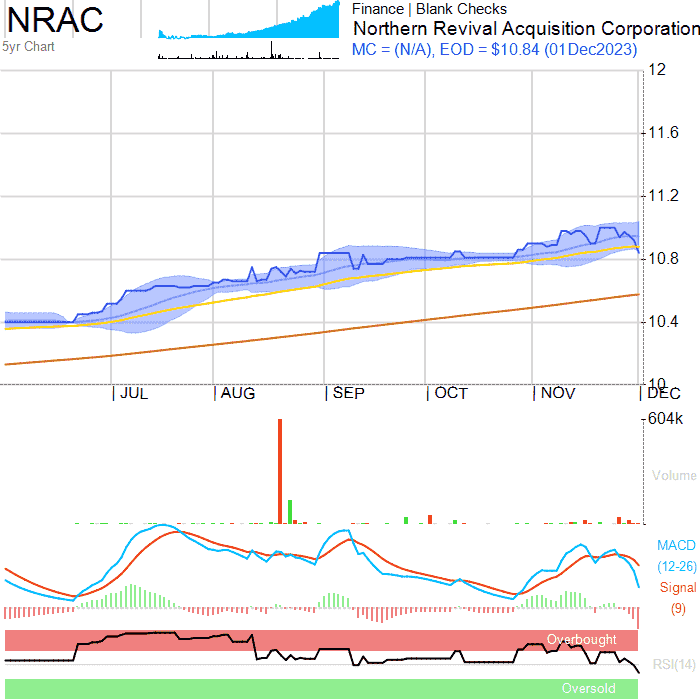 NRAC
5yr Chart
Finance | Blank Checks
Northern Revival Acquisition Corporation
MC = (N/A), EOD = $10.84 (01Dec2023)
12
11.6
11.2
10.8
10.4
10
JUL AUG SEP OCT NOV DEC
604k
Volume
MACD
(12-26)
Signal
(9)
Overbought
RSI(14)
Oversold